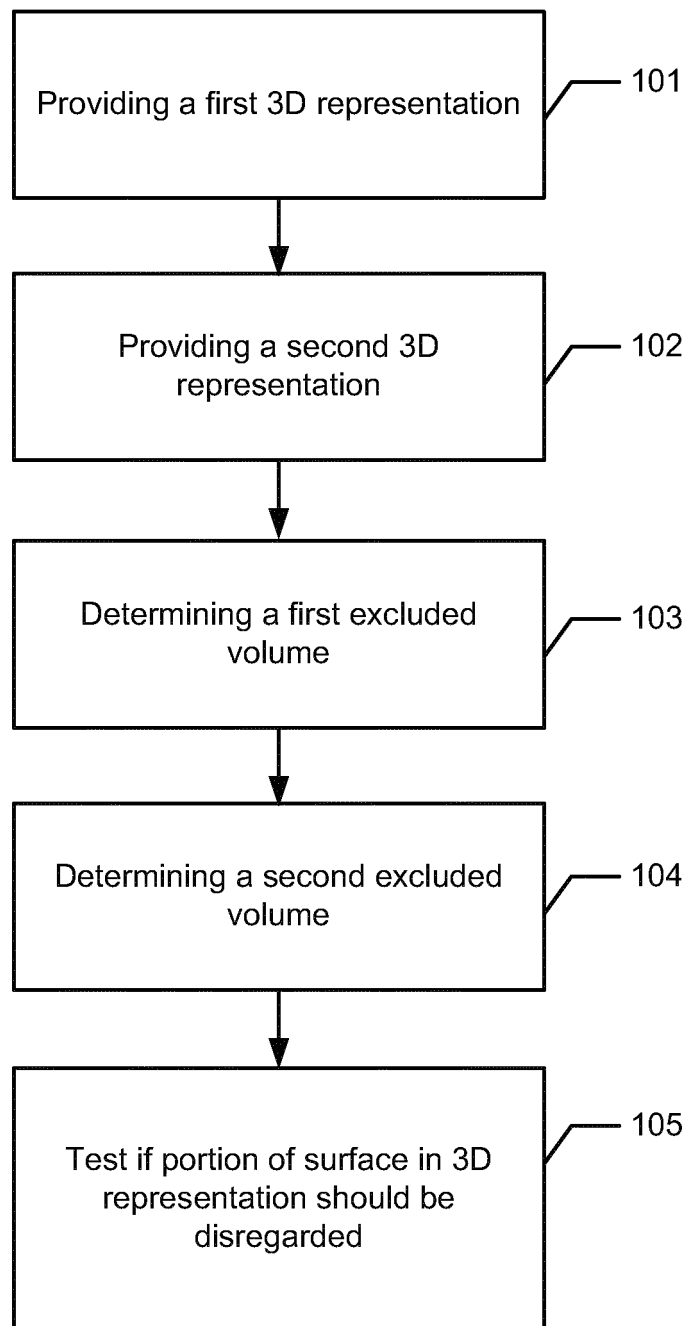 Providing a first 3D representation
101
Providing a second 3D
representation
102
Determining a first excluded
volume
103
Determining a second excluded
volume
104
Test if portion of surface in 3D
representation should be
disregarded
105